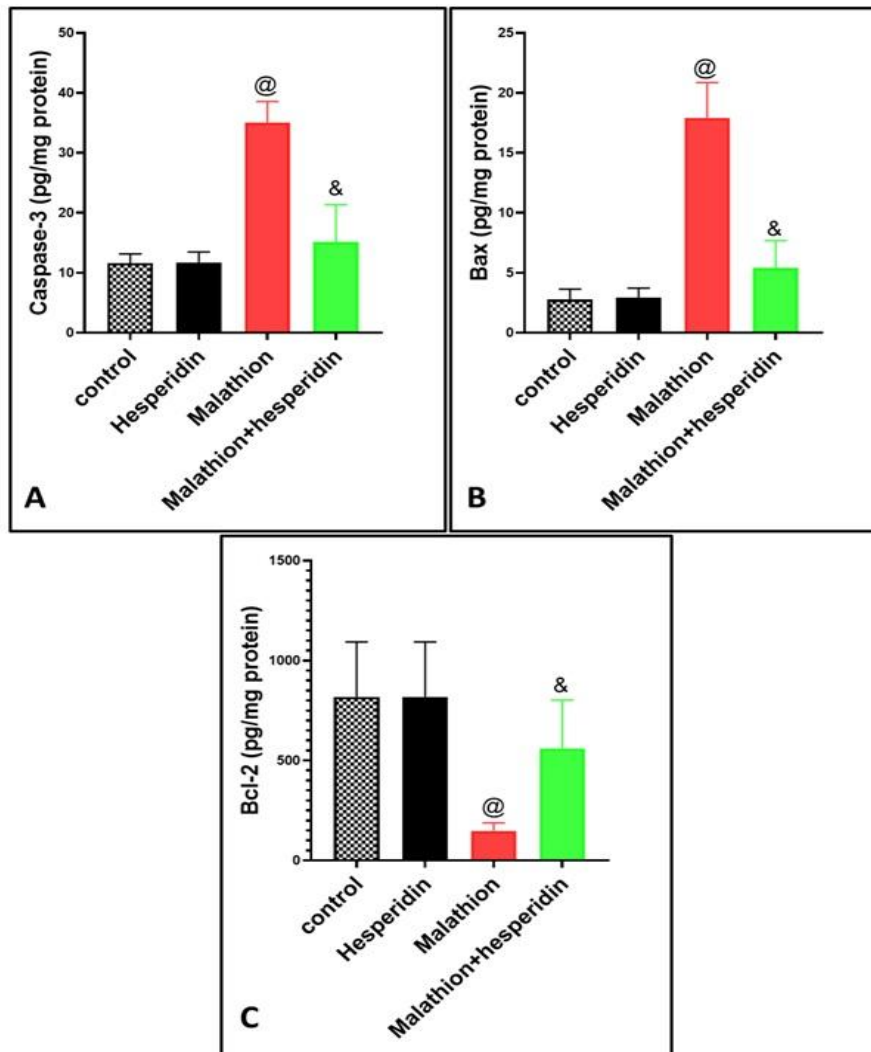 Caspase-3 (pg/mg protein)
50
40
30
20
10
0
@
&
control
Hesperidin
Malathion
Malathion+hesperidin
A
Bax (pg/mg protein)
25
20
15
10
5
0
@
&
control
Hesperidin
Malathion
Malathion+hesperidin
B
Bcl-2 (pg/mg protein)
1500
1000
500
0
@
&
control
Hesperidin
Malathion
Malathion+hesperidin
C